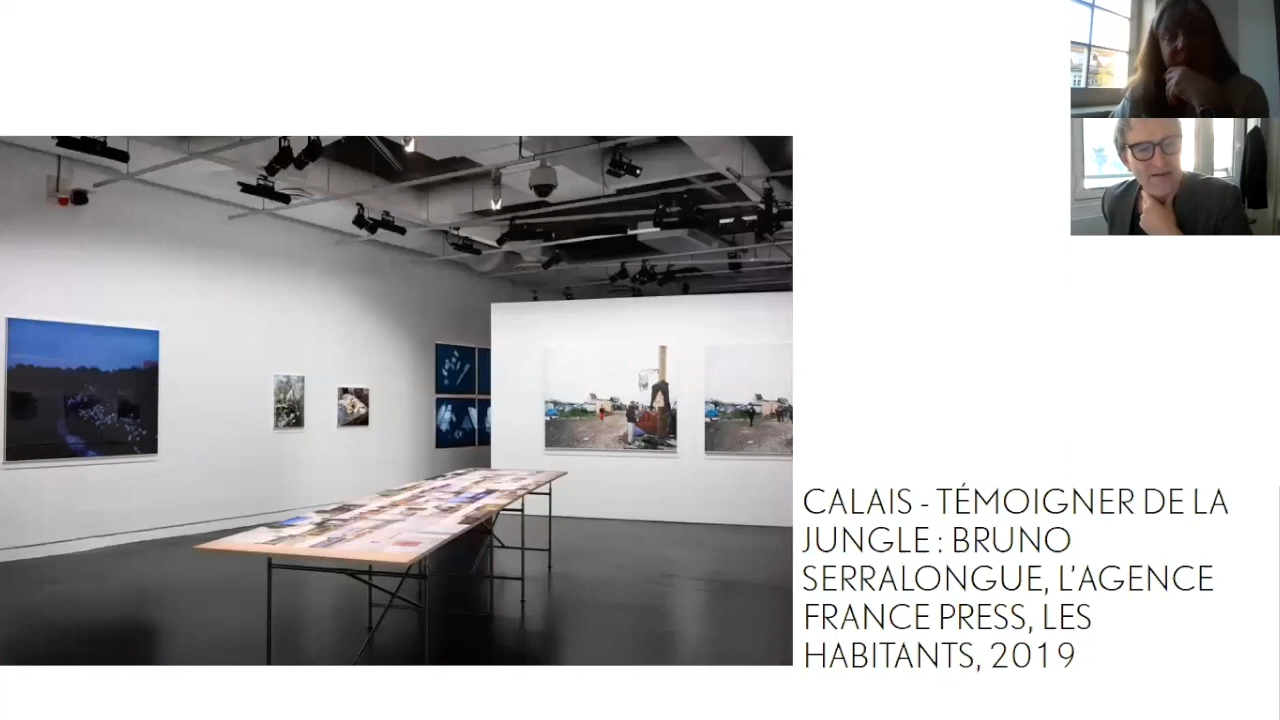 CALAIS - TÉMOIGNER DE LA
JUNGLE : BRUNO
SERRALONGUE, L'AGENCE
FRANCE PRESS, LES
HABITANTS, 2019